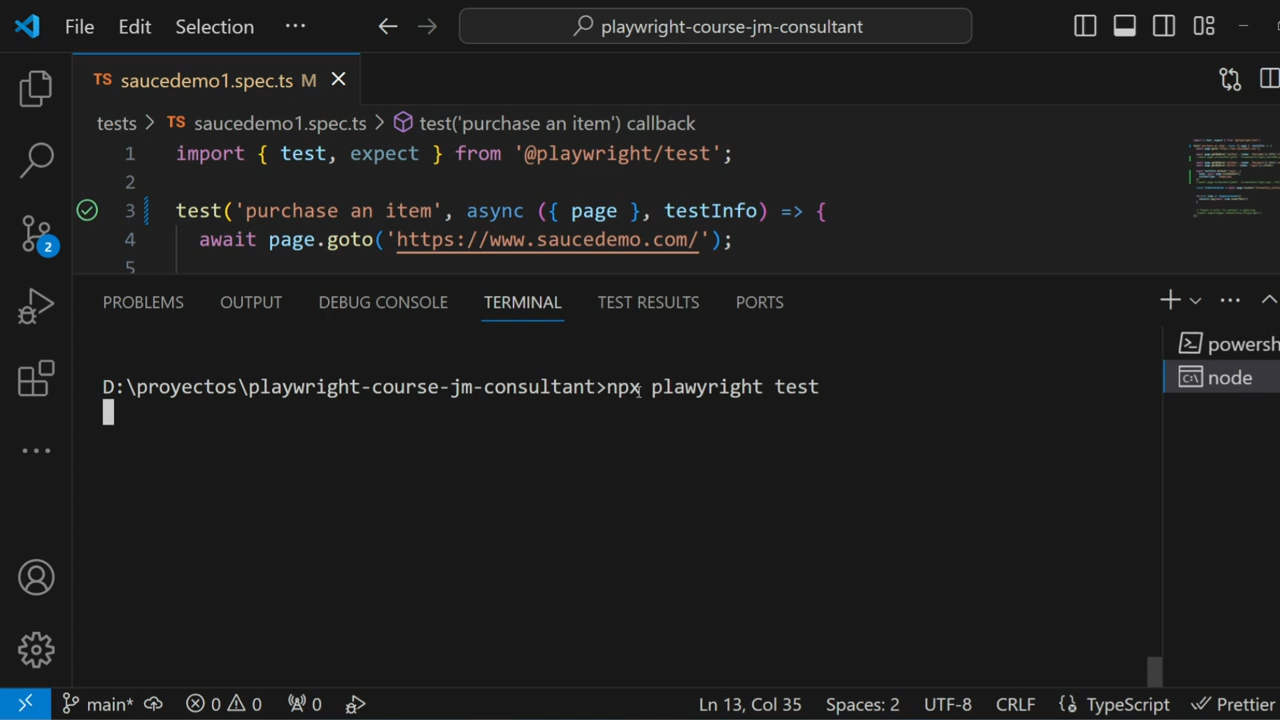 File Edit Selection ··· playwright-course-jm-consultant
TS saucedemo1.spec.ts M
tests > TS saucedemo1.spec.ts > test('purchase an item') callback
1 import { test, expect } from '@playwright/test';
2
3 test('purchase an item', async ({ page }, testInfo) => {
4 await page.goto('https://www.saucedemo.com/');
5
2
PROBLEMS OUTPUT DEBUG CONSOLE TERMINAL TEST RESULTS PORTS
powersh
node
D:\proyectos\playwright-course-jm-consultant>npx plawyright test
main* 0 0 0 Ln 13, Col 35 Spaces: 2 UTF-8 CRLF TypeScript Prettier